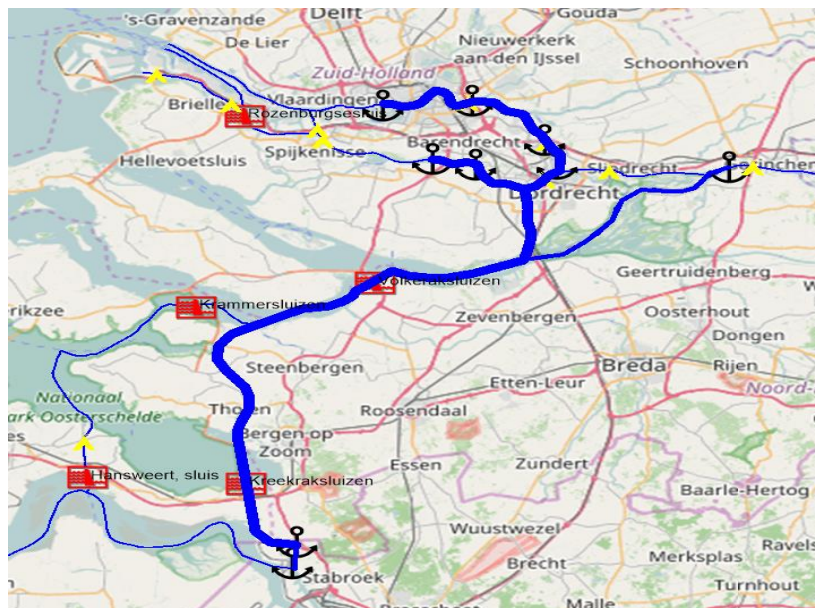 's-Gravenzande
Delft
Gouda
De Lier
Nieuwerkerk
aan-den IJssel
Schoonhoven
Zuid-Holland
Vlaardingen
Brielle
Rozenburgsesluis
Barendrecht
Hellevoetsluis
Spijkenisse
Sliedrecht
Dordrecht
Geertruidenberg
Volkeraksluizen
Krammersluizen
erikzee
Zevenbergen
Oosterhout
Dongen
Steenbergen
Breda
Rijen
Etten-Leur
Noord-
Nationaal
ark Oosterschelde
Tholen
Roosendaal
es
Bergen op
Zoom
Essen
Zundert
Hansweert, sluis
Kreekraksluizen
Baarle-Hertog
Wuustwezel
Ravels
Brecht
Merksplas
Stabroek
Turnhout
Malle